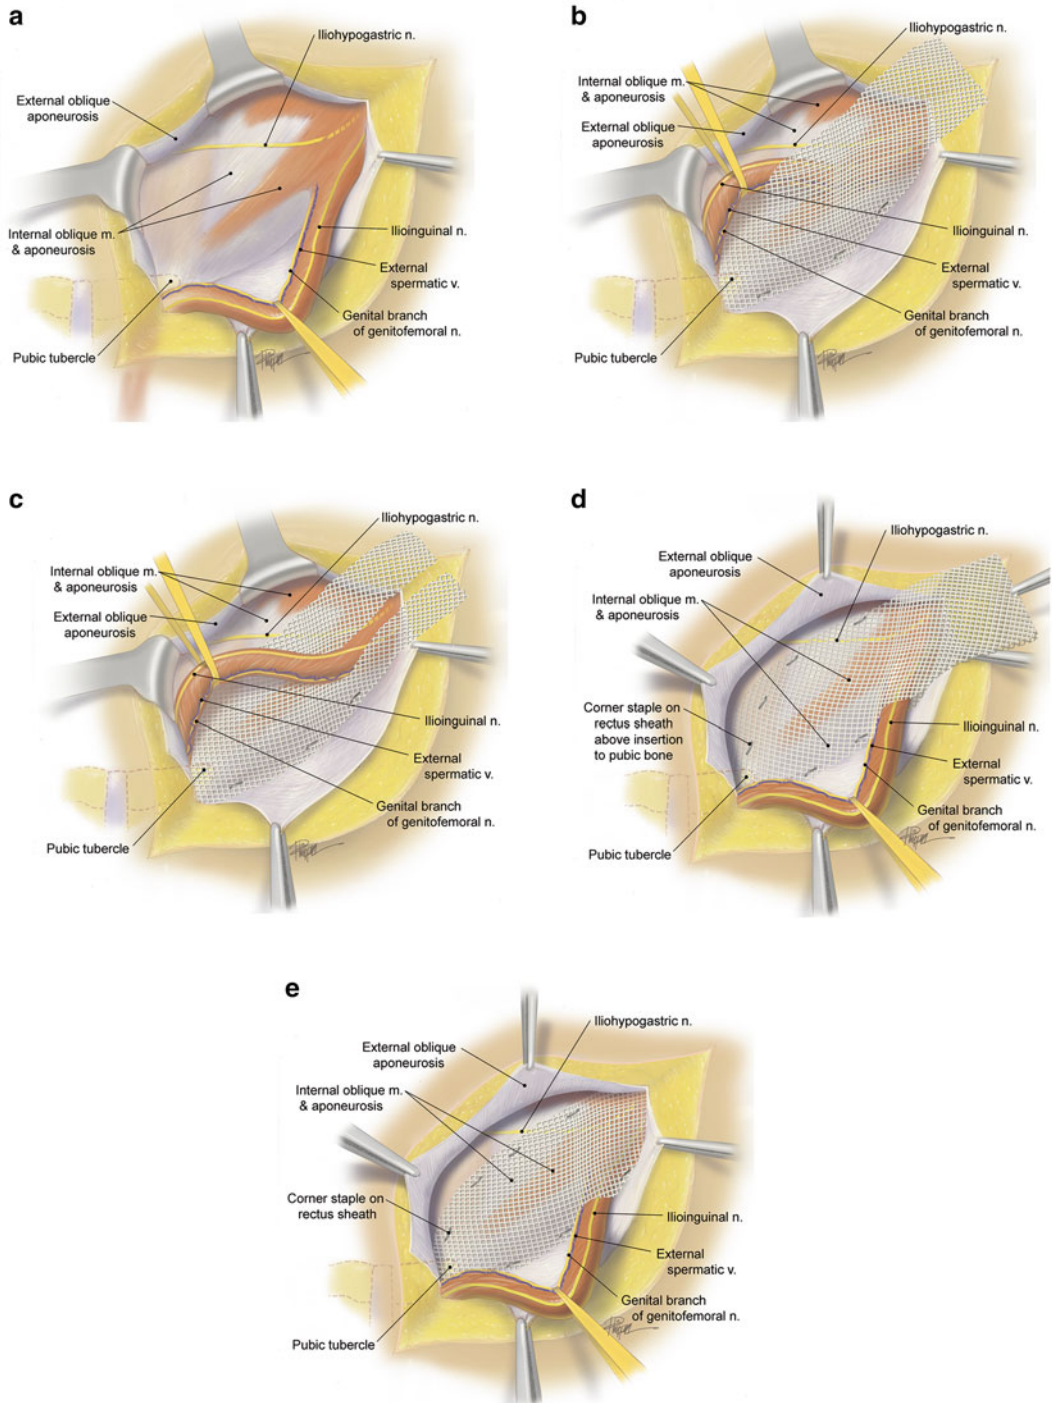 a
Iliohypogastric n.
External oblique
aponeurosis
Internal oblique m.
& aponeurosis
Ilioinguinal n.
External
spermatic v.
Genital branch
of genitofemoral n.
Pubic tubercle
b
Iliohypogastric n.
Internal oblique m.
& aponeurosis
External oblique
aponeurosis
Ilioinguinal n.
External
spermatic v.
Genital branch
of genitofemoral n.
Pubic tubercle
c
Iliohypogastric n.
Internal oblique m.
& aponeurosis
External oblique
aponeurosis
Ilioinguinal n.
External
spermatic v.
Genital branch
of genitofemoral n.
Pubic tubercle
d
Iliohypogastric n.
External oblique
aponeurosis
Internal oblique m.
& aponeurosis
Corner staple on
rectus sheath
above insertion
to pubic bone
Ilioinguinal n.
External
spermatic v.
Genital branch
of genitofemoral n.
Pubic tubercle
e
Iliohypogastric n.
External oblique
aponeurosis
Internal oblique m.
& aponeurosis
Corner staple on
rectus sheath
Ilioinguinal n.
External
spermatic v.
Genital branch
of genitofemoral n.
Pubic tubercle